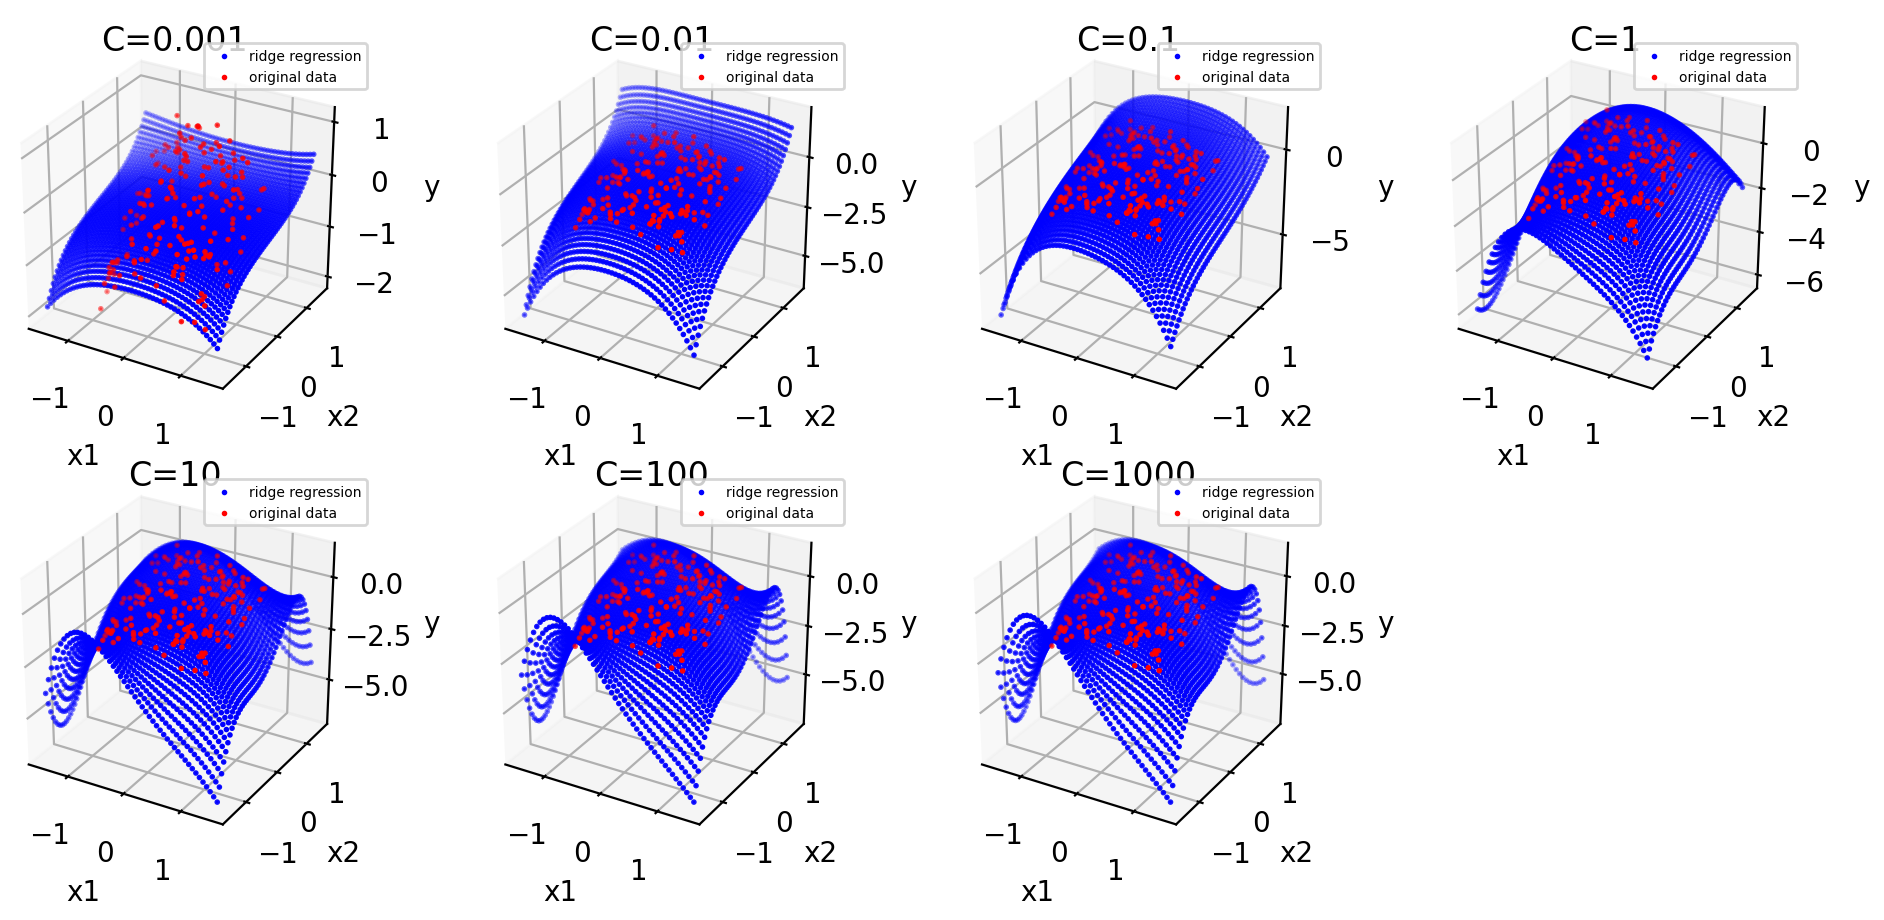 C=0.001
ridge regression
original data
1
0
−1
−2
y
−1
0
1
x1
−1
0
1
x2
C=0.01
ridge regression
original data
0.0
−2.5
−5.0
y
−1
0
1
x1
−1
0
1
x2
C=0.1
ridge regression
original data
0
−5
y
−1
0
1
x1
−1
0
1
x2
C=1
ridge regression
original data
0
−2
−4
−6
y
−1
0
1
x1
−1
0
1
x2
C=10
ridge regression
original data
0.0
−2.5
−5.0
y
−1
0
1
x1
−1
0
1
x2
C=100
ridge regression
original data
0.0
−2.5
−5.0
y
−1
0
1
x1
−1
0
1
x2
C=1000
ridge regression
original data
0.0
−2.5
−5.0
y
−1
0
1
x1
−1
0
1
x2